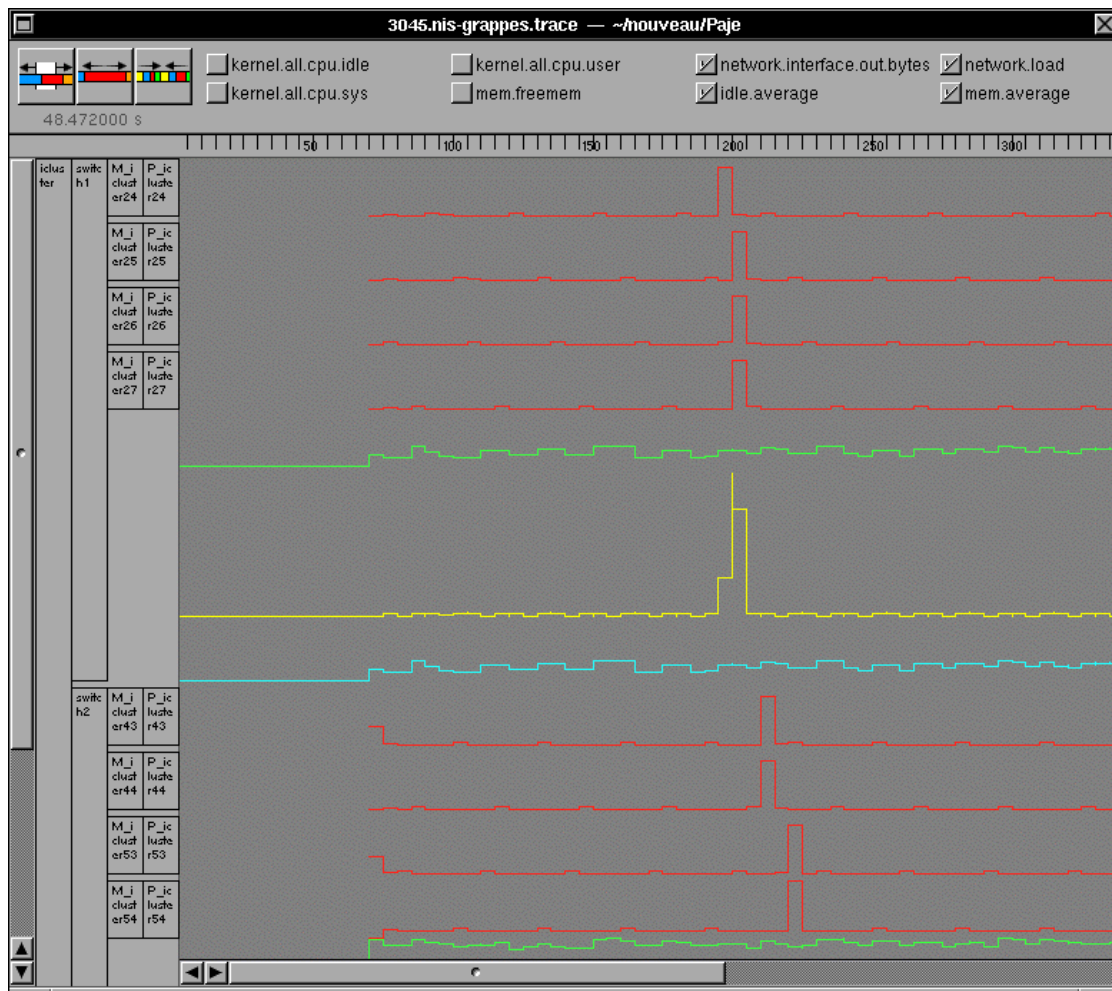 3045.nis-grappes.trace — ~/nouveau/Paje
kernel.all.cpu.idle kernel.all.cpu.user network.interface.out.bytes network.load
kernel.all.cpu.sys mem.freemem idle.average mem.average
48.472000 s
50 100 150 200 250 300
iclus switc M_i P_ic
ter h1 clust luste
er24 r24
M_i P_ic
clust luste
er25 r25
M_i P_ic
clust luste
er26 r26
M_i P_ic
clust luste
er27 r27
switc M_i P_ic
h2 clust luste
er43 r43
M_i P_ic
clust luste
er44 r44
M_i P_ic
clust luste
er53 r53
M_i P_ic
clust luste
er54 r54